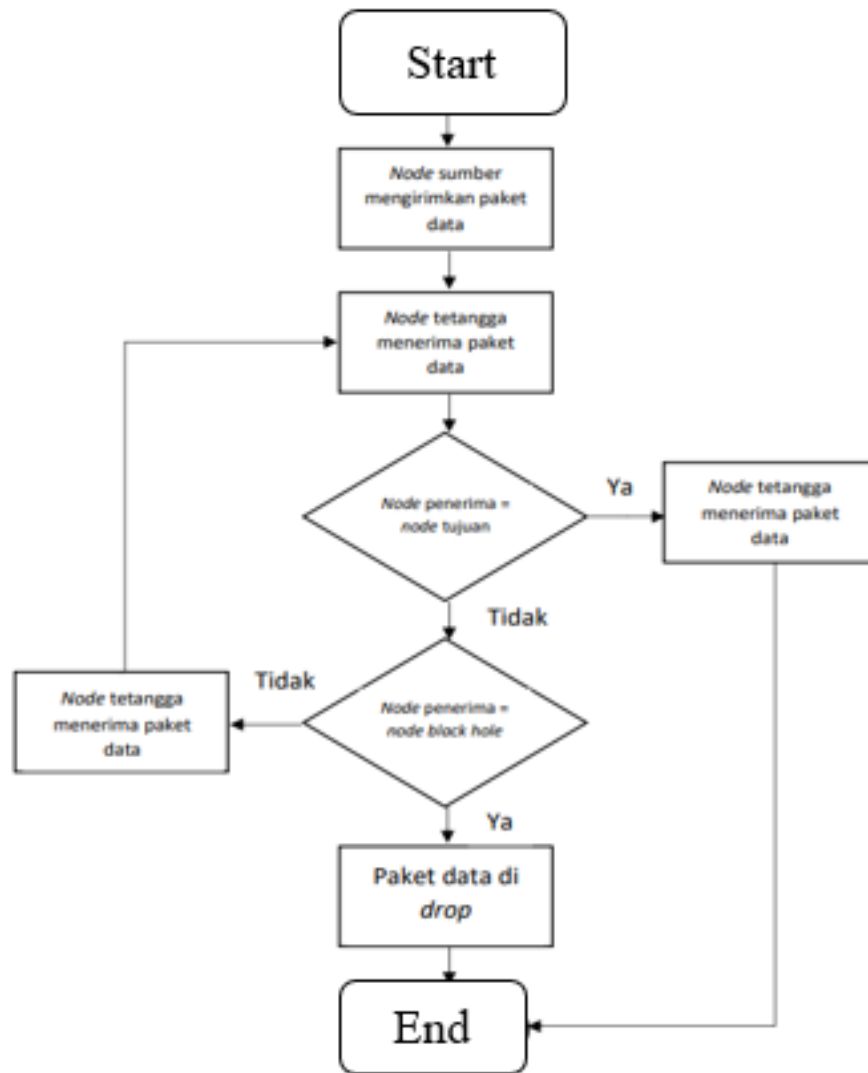 Start
Node sumber
mengirimkan paket
data
Node tetangga
menerima paket
data
Node penerima =
node tujuan
Ya
Node tetangga
menerima paket
data
Tidak
Node penerima =
node black hole
Tidak
Node tetangga
menerima paket
data
Ya
Paket data di
drop
End